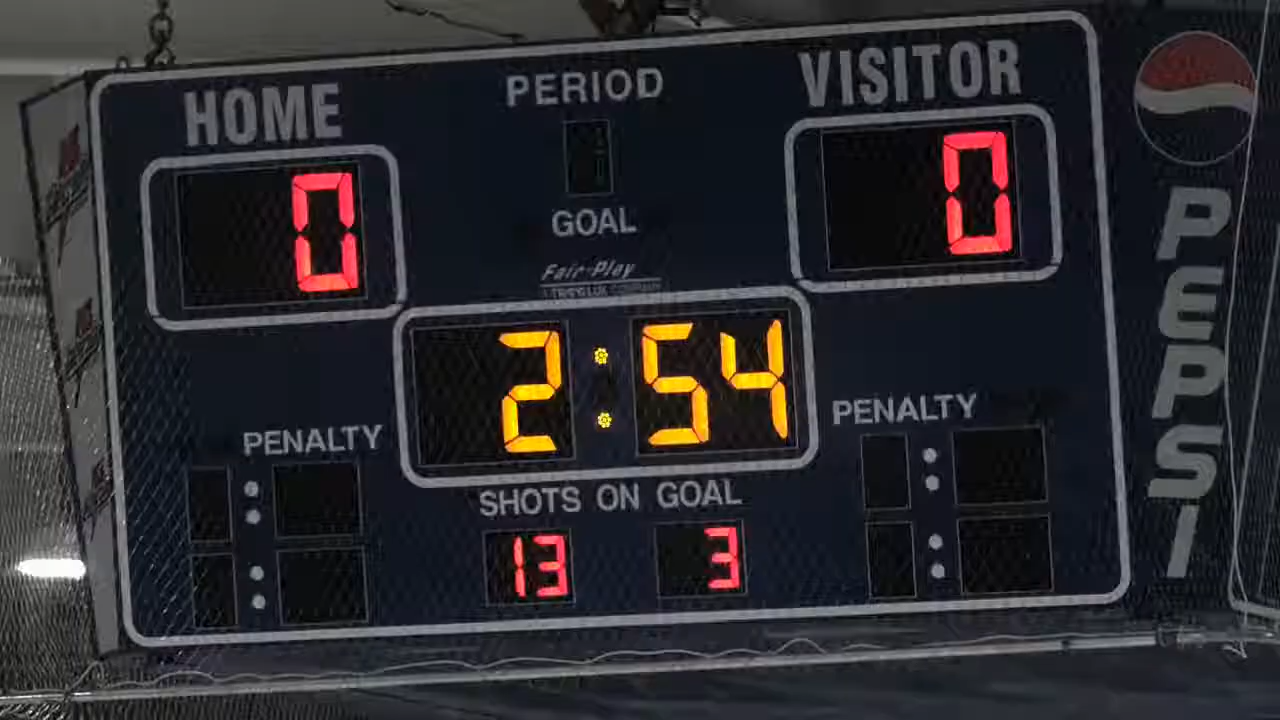 HOME
PERIOD
VISITOR
0
0
GOAL
Fair-Play
2:54
PENALTY
PENALTY
SHOTS ON GOAL
13
3
PEPSI